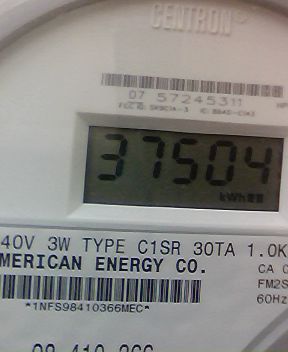 CENTRON®
07 57245311
37504
kWh
40V 3W TYPE C1SR 30TA 1.0K
MERICAN ENERGY CO.
CA 0
FM2S
60Hz
*1NFS98410366MEC*